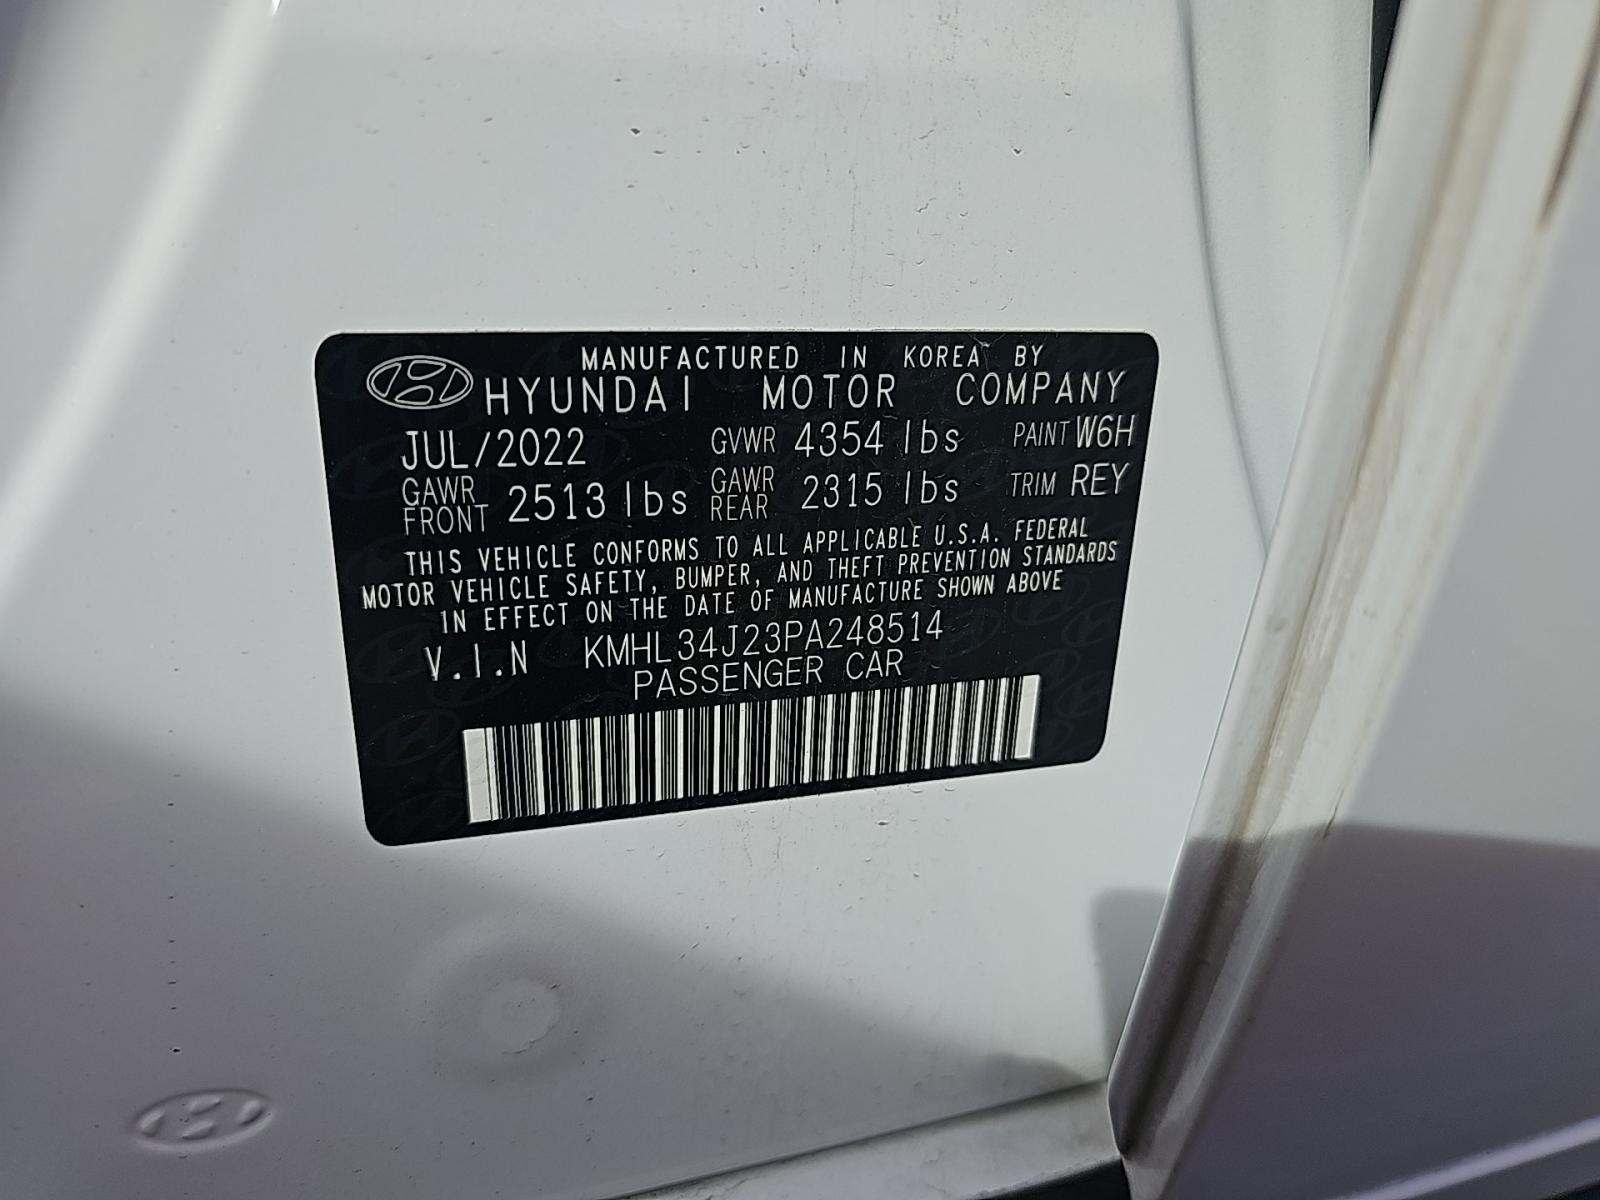 MANUFACTURED IN KOREA BY
HYUNDAI MOTOR COMPANY
JUL/2022 GVWR 4354 lbs PAINT W6H
GAWR FRONT 2513 lbs GAWR REAR 2315 lbs TRIM REY
THIS VEHICLE CONFORMS TO ALL APPLICABLE U.S.A. FEDERAL
MOTOR VEHICLE SAFETY, BUMPER, AND THEFT PREVENTION STANDARDS
IN EFFECT ON THE DATE OF MANUFACTURE SHOWN ABOVE
V.I.N KMHL34J23PA248514
PASSENGER CAR